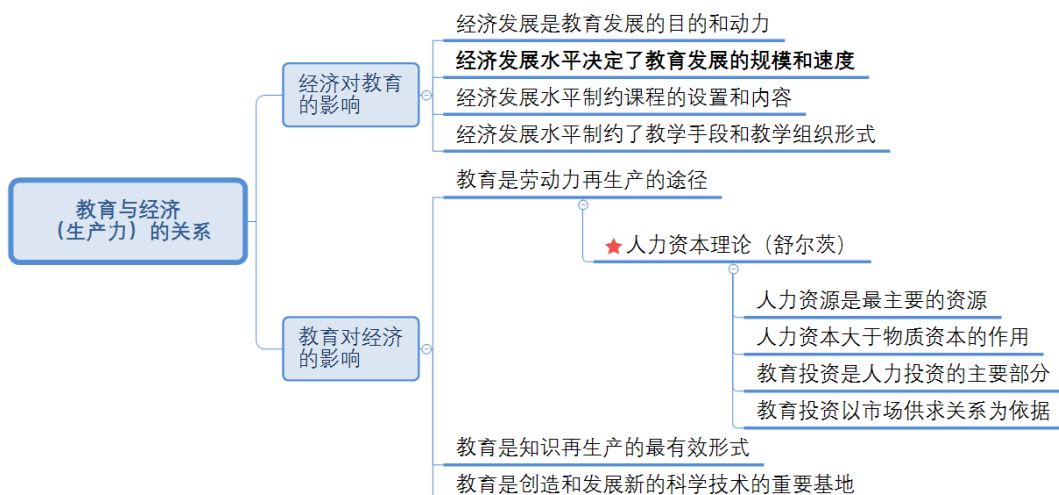 教育与经济
（生产力）的关系
经济对教育
的影响
经济发展是教育发展的目的和动力
经济发展水平决定了教育发展的规模和速度
经济发展水平制约课程的设置和内容
经济发展水平制约了教学手段和教学组织形式
教育对经济
的影响
教育是劳动力再生产的途径
人力资本理论（舒尔茨）
人力资源是最主要的资源
人力资本大于物质资本的作用
教育投资是人力投资的主要部分
教育投资以市场供求关系为依据
教育是知识再生产的最有效形式
教育是创造和发展新的科学技术的重要基地